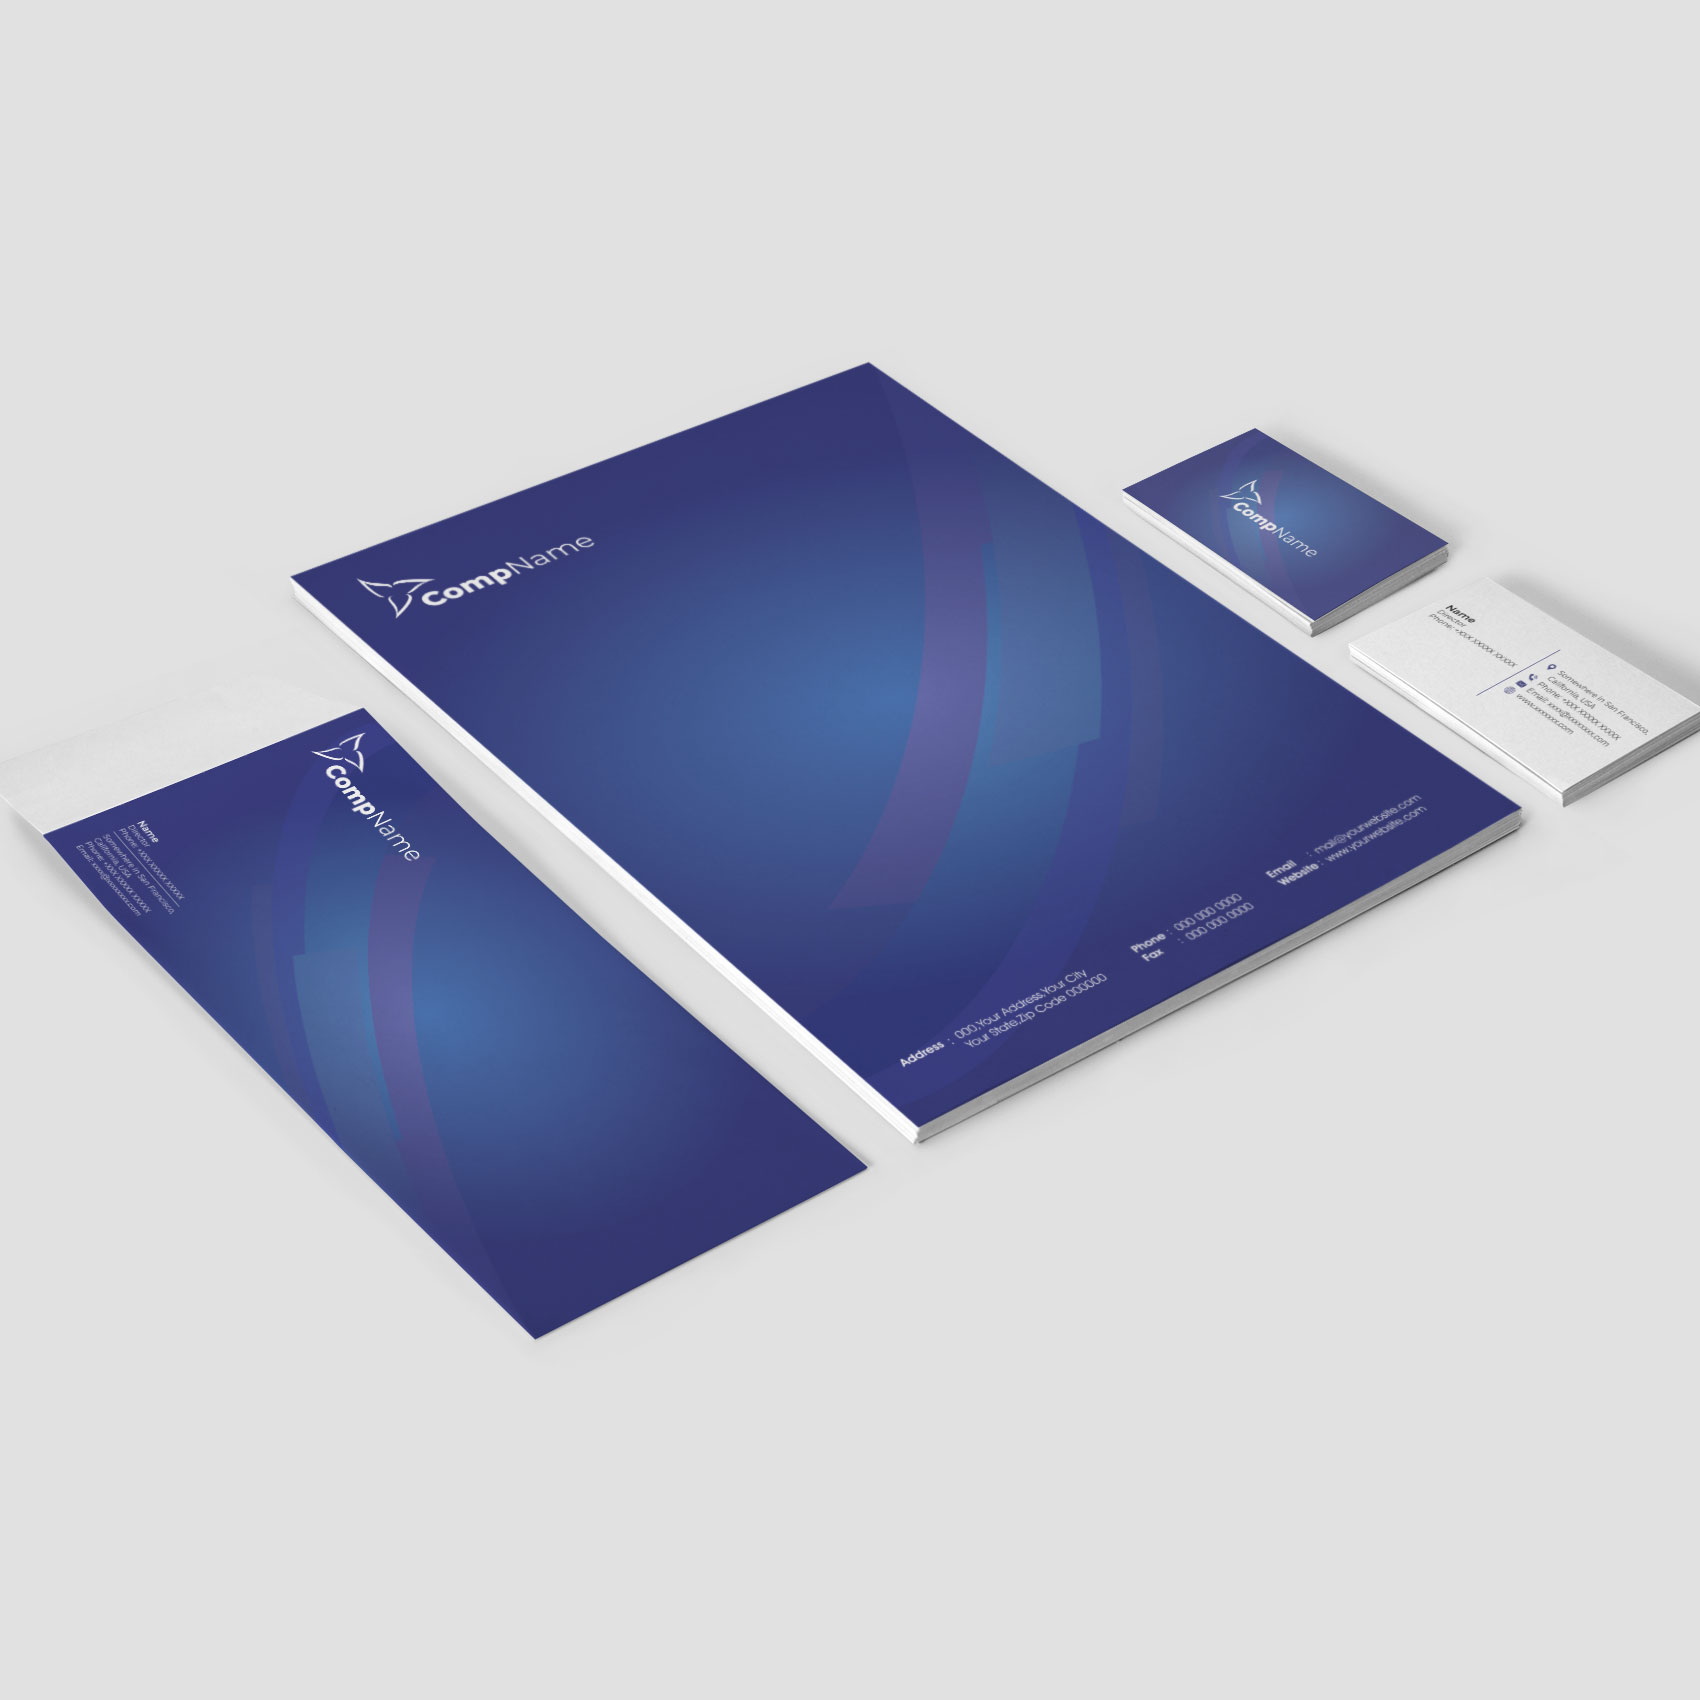 CompName
Name
Director
Phone: +XXX XXXXX XXXXX
Somewhere in San Francisco,
California, USA
Phone: +XXX XXXXX XXXXX
Email: xxxx@xxxxxxx.com
CompName
Address : 000,Your Address,Your City
Your State,Zip Code 000000
Phone : 000 000 0000
Fax : 000 000 0000
Email : mail@yourwebsite.com
Website : www.yourwebsite.com
CompName
Name
Director
Phone: +XXX XXXXX XXXXX
Somewhere in San Francisco,
California, USA
Phone: +XXX XXXXX XXXXX
Email: xxxx@xxxxxxx.com
www.xxxxxxx.com